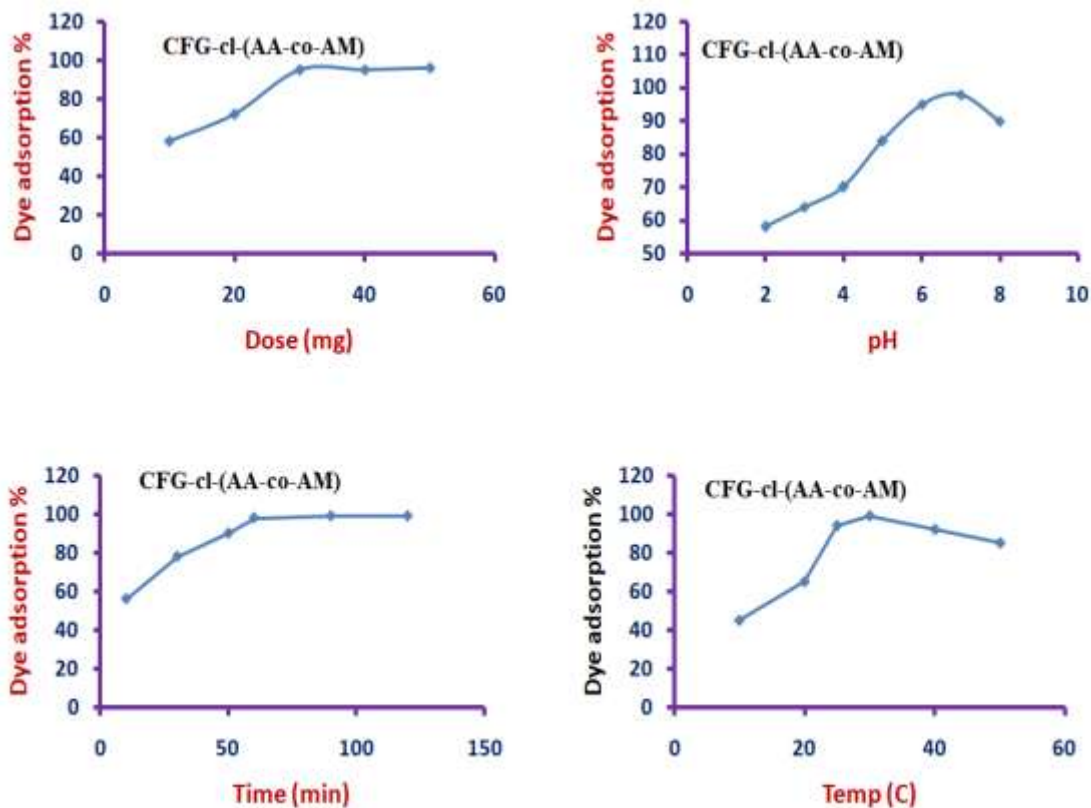 120
100
80
60
40
20
0
Dye adsorption %
CFG-cl-(AA-co-AM)
0 20 40 60
Dose (mg)
120
110
100
90
80
70
60
50
Dye adsorption %
CFG-cl-(AA-co-AM)
0 2 4 6 8 10
pH
120
100
80
60
40
20
0
Dye adsorption %
CFG-cl-(AA-co-AM)
0 50 100 150
Time (min)
120
100
80
60
40
20
0
Dye adsorption %
CFG-cl-(AA-co-AM)
0 20 40 60
Temp (C)